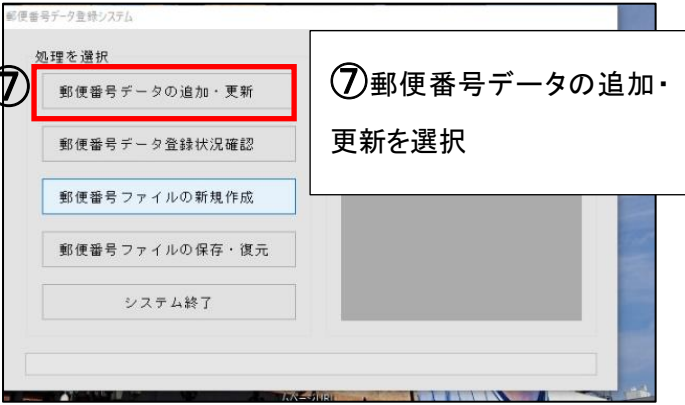 郵便番号データ登録システム
処理を選択
⑦
郵便番号データの追加・更新
⑦郵便番号データの追加・
更新を選択
郵便番号データ登録状況確認
郵便番号ファイルの新規作成
郵便番号ファイルの保存・復元
システム終了